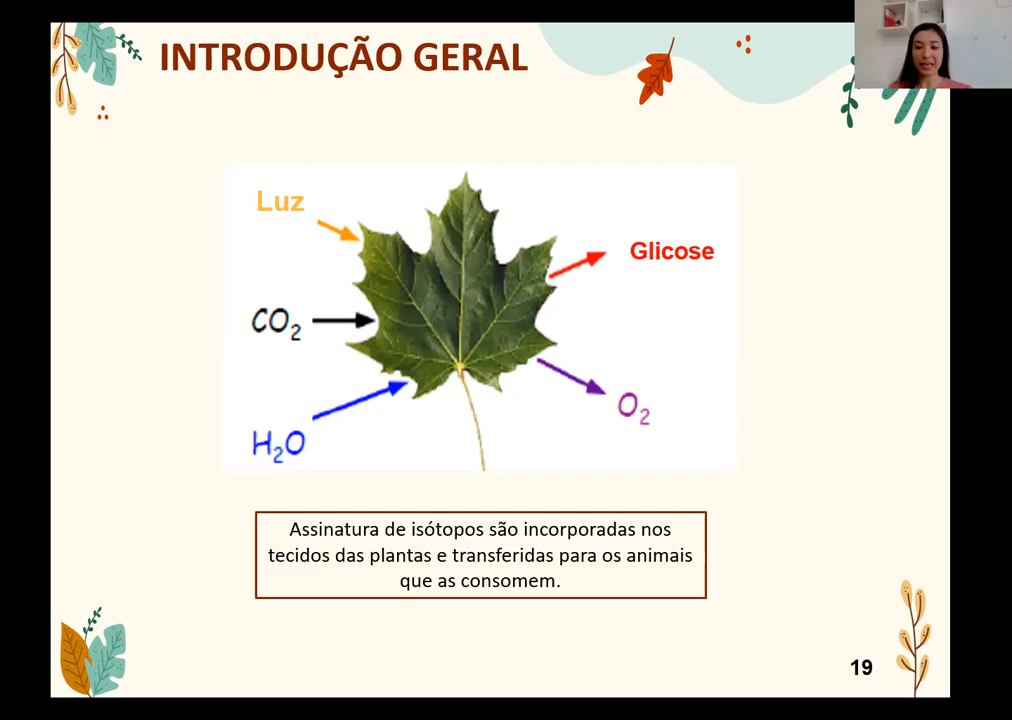 INTRODUÇÃO GERAL
Luz
Glicose
CO₂
O₂
H₂O
Assinatura de isótopos são incorporadas nos
tecidos das plantas e transferidas para os animais
que as consomem.
19